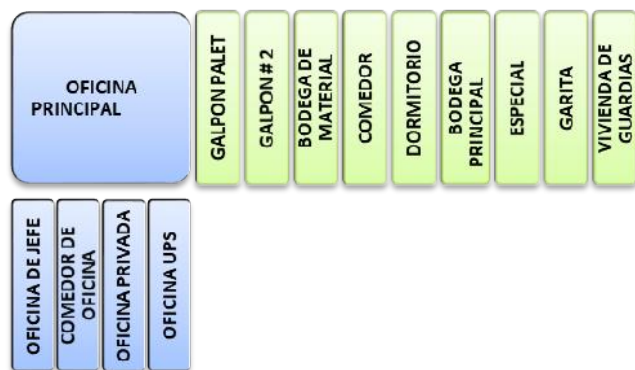 OFICINA
PRINCIPAL
GALPON PALET
GALPON # 2
BODEGA DE
MATERIAL
COMEDOR
DORMITORIO
BODEGA
PRINCIPAL
ESPECIAL
GARITA
VIVIENDA DE
GUARDIAS
OFICINA DE JEFE
COMEDOR DE
OFICINA
OFICINA PRIVADA
OFICINA UPS